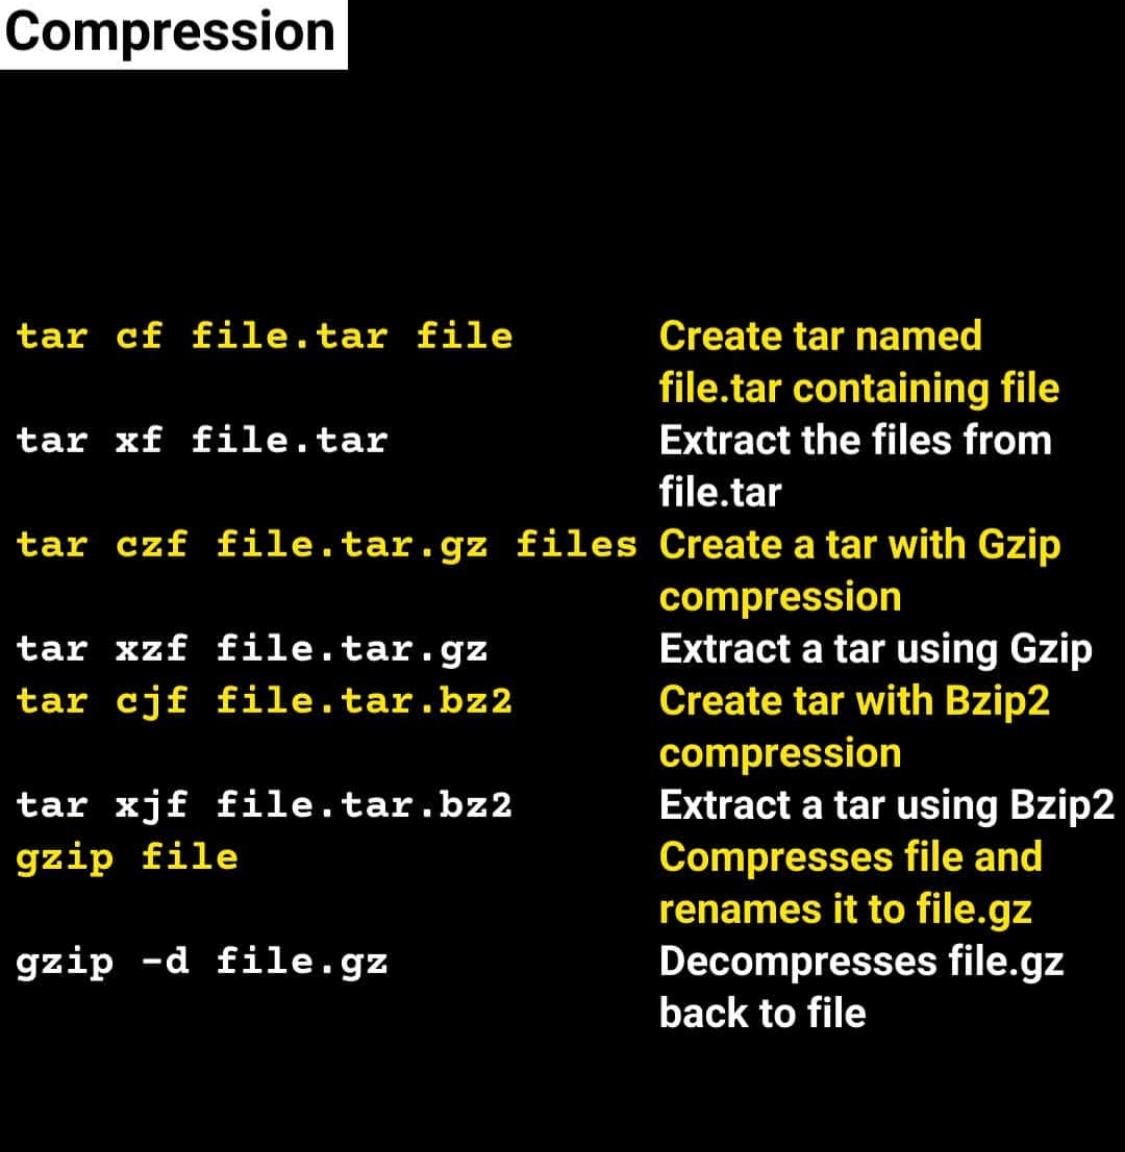 Compression
tar cf file.tar file Create tar named
file.tar containing file
tar xf file.tar Extract the files from
file.tar
tar czf file.tar.gz files Create a tar with Gzip
compression
tar xzf file.tar.gz Extract a tar using Gzip
tar cjf file.tar.bz2 Create tar with Bzip2
compression
tar xjf file.tar.bz2 Extract a tar using Bzip2
gzip file Compresses file and
renames it to file.gz
gzip -d file.gz Decompresses file.gz
back to file